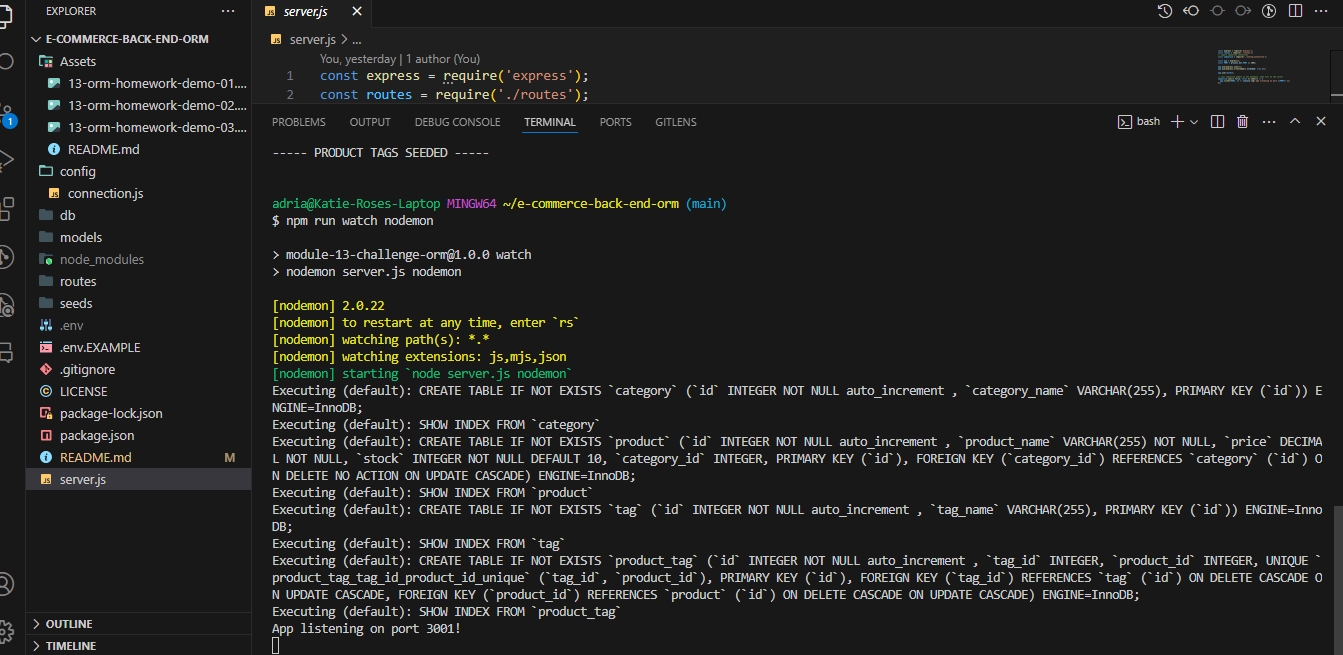 EXPLORER
server.js
E-COMMERCE-BACK-END-ORM
Assets
13-orm-homework-demo-01....
13-orm-homework-demo-02....
13-orm-homework-demo-03....
README.md
config
connection.js
db
models
node_modules
routes
seeds
.env
.env.EXAMPLE
.gitignore
LICENSE
package-lock.json
package.json
README.md M
server.js
OUTLINE
TIMELINE
1
server.js > ...
You, yesterday | 1 author (You)
1 const express = require('express');
2 const routes = require('./routes');
PROBLEMS OUTPUT DEBUG CONSOLE TERMINAL PORTS GITLENS bash
----- PRODUCT TAGS SEEDED -----
adria@Katie-Roses-Laptop MINGW64 ~/e-commerce-back-end-orm (main)
$ npm run watch nodemon
> module-13-challenge-orm@1.0.0 watch
> nodemon server.js nodemon
[nodemon] 2.0.22
[nodemon] to restart at any time, enter `rs`
[nodemon] watching path(s): *.*
[nodemon] watching extensions: js,mjs,json
[nodemon] starting `node server.js nodemon`
Executing (default): CREATE TABLE IF NOT EXISTS `category` (`id` INTEGER NOT NULL auto_increment , `category_name` VARCHAR(255), PRIMARY KEY (`id`)) E
NGINE=InnoDB;
Executing (default): SHOW INDEX FROM `category`
Executing (default): CREATE TABLE IF NOT EXISTS `product` (`id` INTEGER NOT NULL auto_increment , `product_name` VARCHAR(255) NOT NULL, `price` DECIMA
L NOT NULL, `stock` INTEGER NOT NULL DEFAULT 10, `category_id` INTEGER, PRIMARY KEY (`id`), FOREIGN KEY (`category_id`) REFERENCES `category` (`id`) O
N DELETE NO ACTION ON UPDATE CASCADE) ENGINE=InnoDB;
Executing (default): SHOW INDEX FROM `product`
Executing (default): CREATE TABLE IF NOT EXISTS `tag` (`id` INTEGER NOT NULL auto_increment , `tag_name` VARCHAR(255), PRIMARY KEY (`id`)) ENGINE=Inno
DB;
Executing (default): SHOW INDEX FROM `tag`
Executing (default): CREATE TABLE IF NOT EXISTS `product_tag` (`id` INTEGER NOT NULL auto_increment , `tag_id` INTEGER, `product_id` INTEGER, UNIQUE `
product_tag_tag_id_product_id_unique` (`tag_id`, `product_id`), PRIMARY KEY (`id`), FOREIGN KEY (`tag_id`) REFERENCES `tag` (`id`) ON DELETE CASCADE O
N UPDATE CASCADE, FOREIGN KEY (`product_id`) REFERENCES `product` (`id`) ON DELETE CASCADE ON UPDATE CASCADE) ENGINE=InnoDB;
Executing (default): SHOW INDEX FROM `product_tag`
App listening on port 3001!